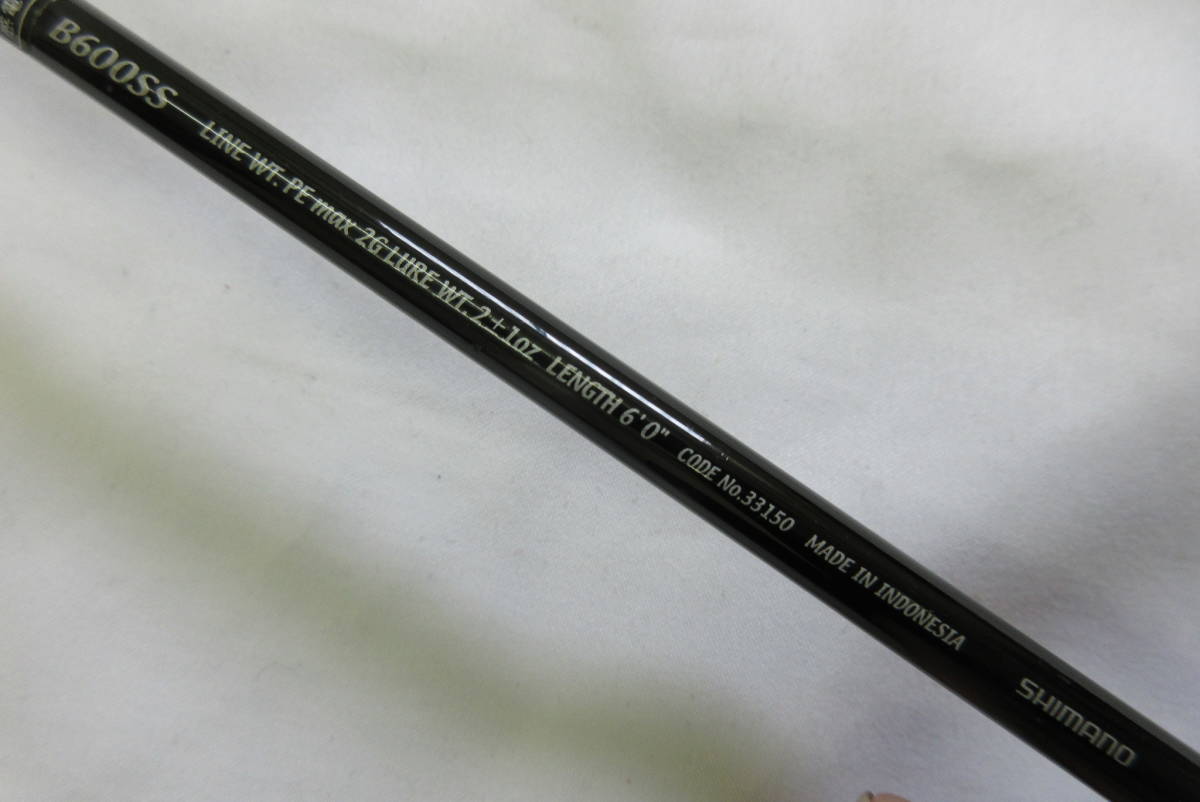 B600SS LINE WT. PE max 2G LURE WT. 2+1oz LENGTH 6'0" CODE No.33150 MADE IN INDONESIA SHIMANO